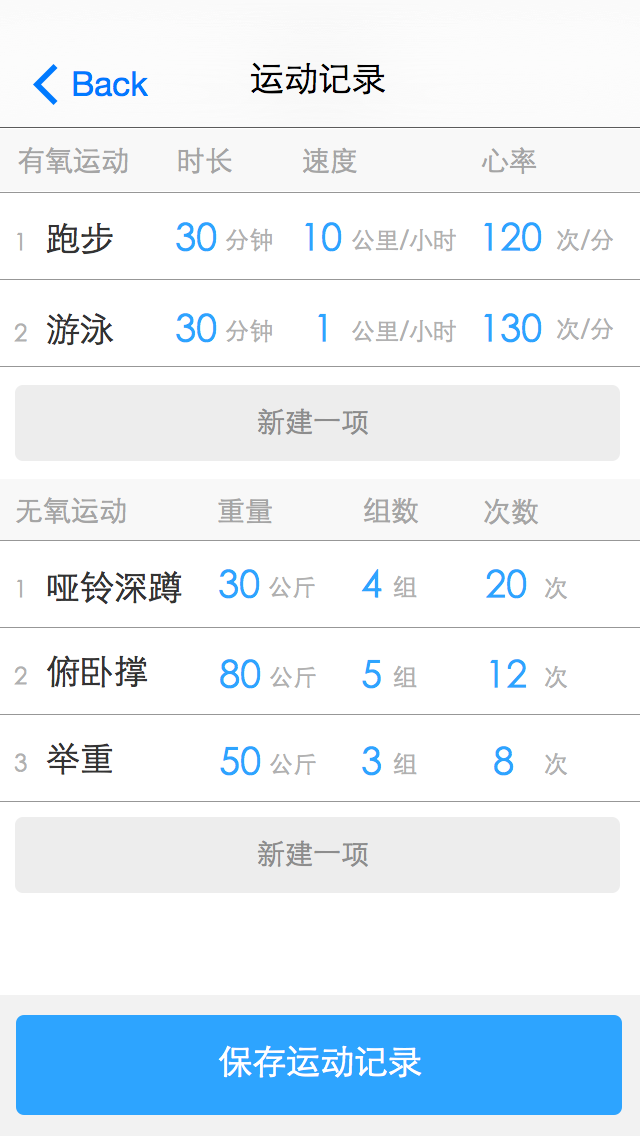 Back 运动记录
有氧运动 时长 速度 心率
1 跑步 30 分钟 10 公里/小时 120 次/分
2 游泳 30 分钟 1 公里/小时 130 次/分
新建一项
无氧运动 重量 组数 次数
1 哑铃深蹲 30 公斤 4 组 20 次
2 俯卧撑 80 公斤 5 组 12 次
3 举重 50 公斤 3 组 8 次
新建一项
保存运动记录